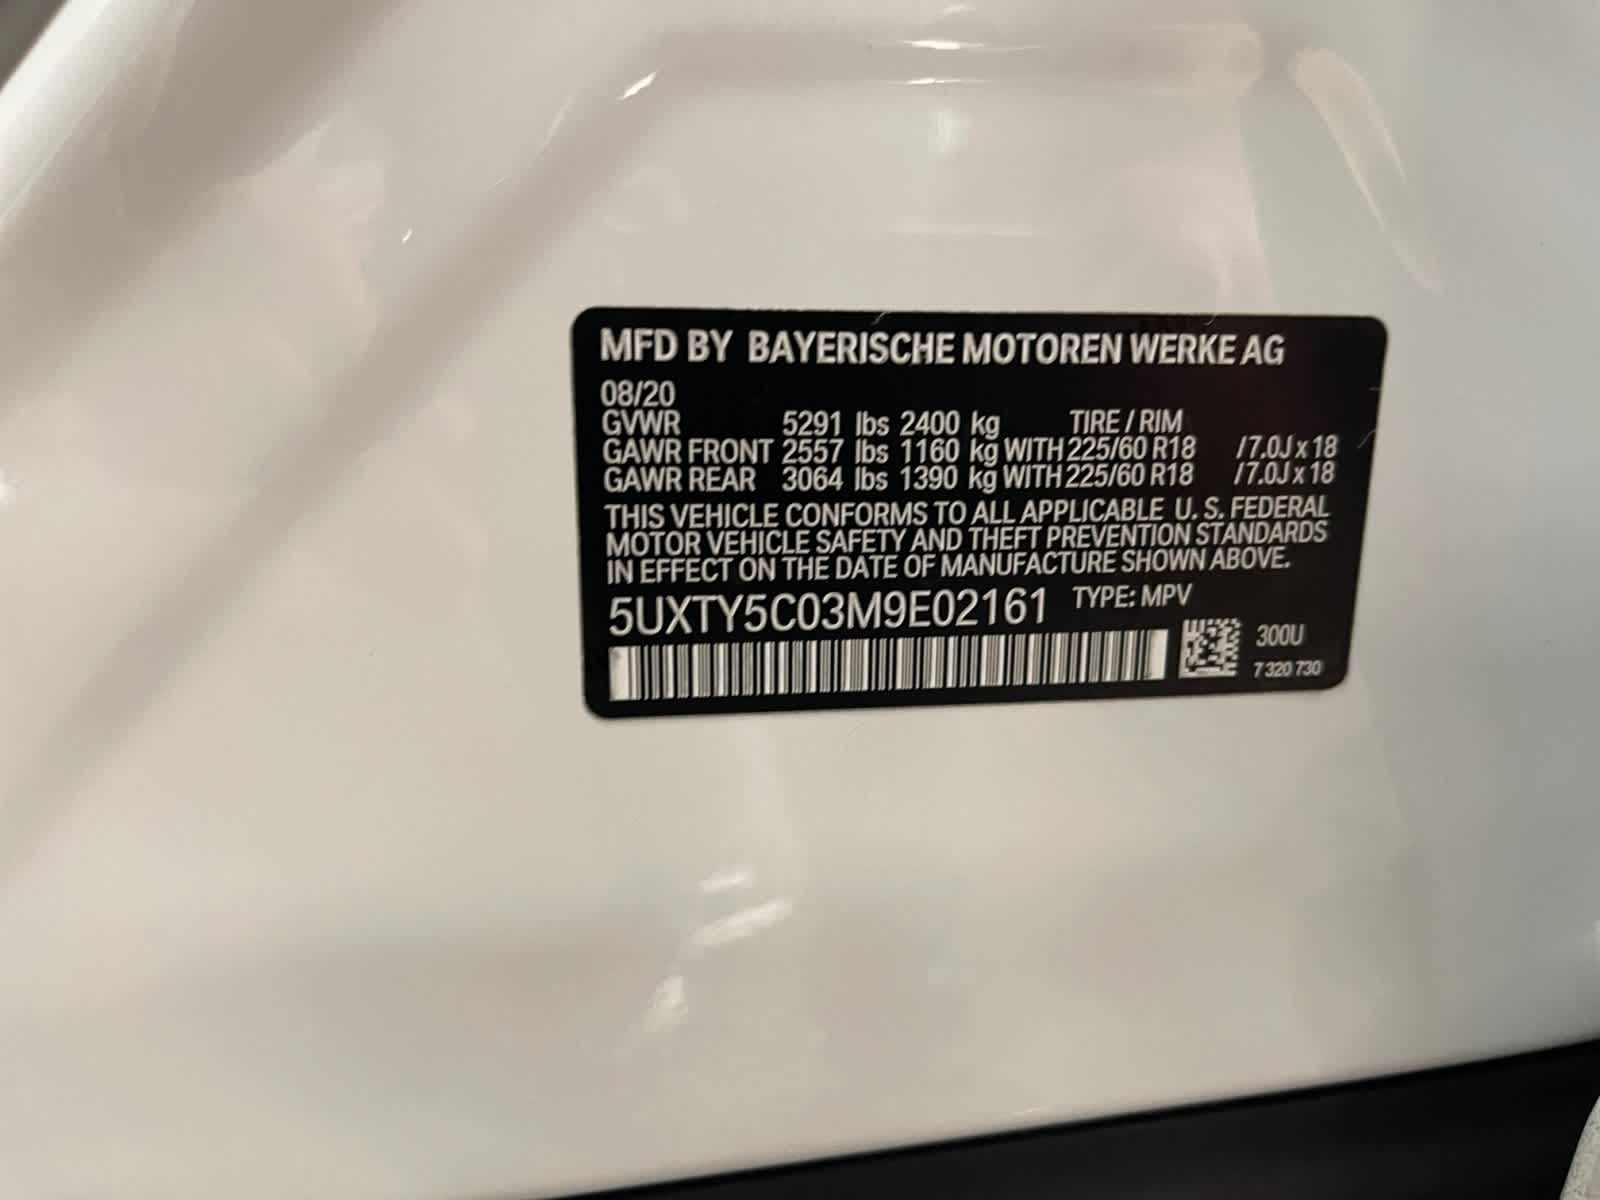 MFD BY BAYERISCHE MOTOREN WERKE AG
08/20
GVWR 5291 lbs 2400 kg TIRE / RIM
GAWR FRONT 2557 lbs 1160 kg WITH 225/60 R18 /7.0J x 18
GAWR REAR 3064 lbs 1390 kg WITH 225/60 R18 /7.0J x 18
THIS VEHICLE CONFORMS TO ALL APPLICABLE U. S. FEDERAL
MOTOR VEHICLE SAFETY AND THEFT PREVENTION STANDARDS
IN EFFECT ON THE DATE OF MANUFACTURE SHOWN ABOVE.
5UXTY5C03M9E02161 TYPE: MPV
300U
7 320 730